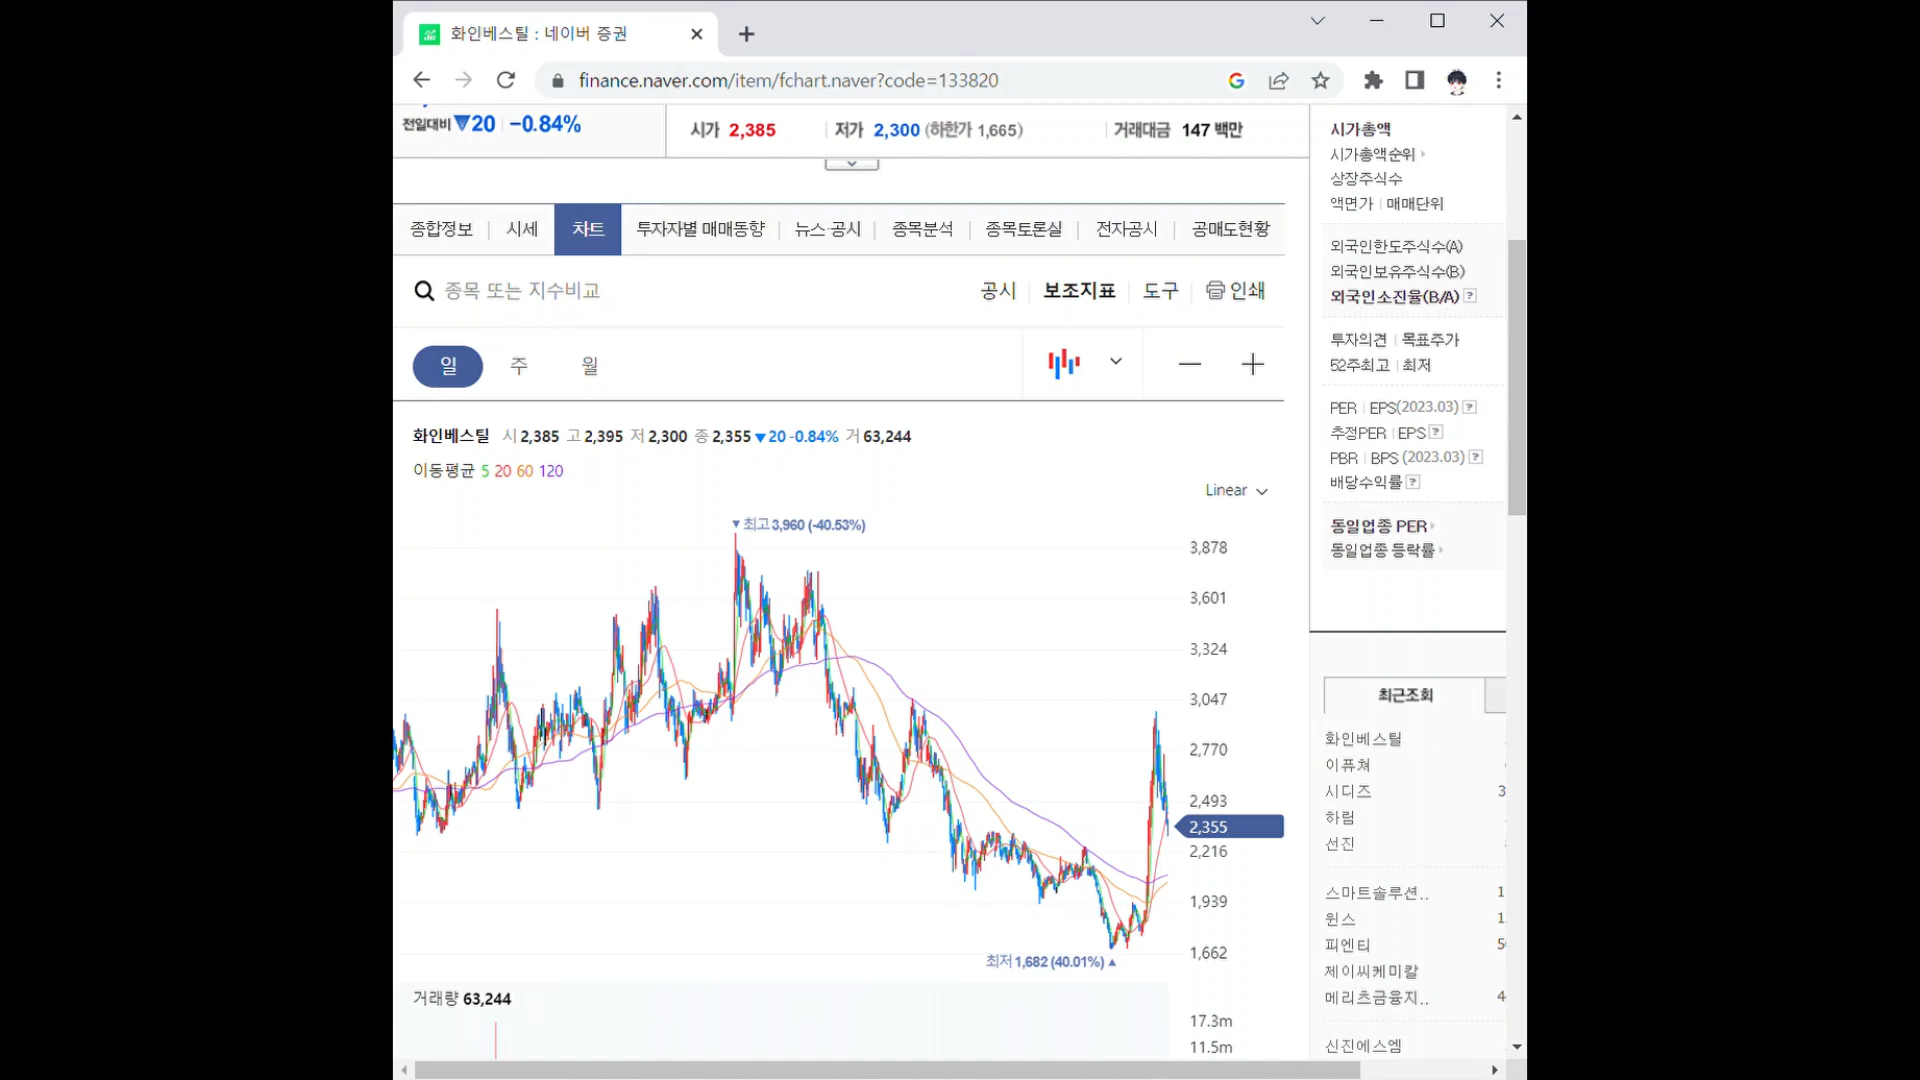 화인베스틸 : 네이버 증권
finance.naver.com/item/fchart.naver?code=133820
전일대비 ▼20 -0.84%
시가 2,385 저가 2,300 (하한가 1,665) 거래대금 147 백만
종합정보 시세 차트 투자자별 매매동향 뉴스·공시 종목분석 종목토론실 전자공시 공매도현황
종목 또는 지수비교 공시 보조지표 도구 인쇄
일 주 월
화인베스틸 시 2,385 고 2,395 저 2,300 종 2,355 ▼20 -0.84% 거 63,244
이동평균 5 20 60 120
Linear
▼최고 3,960 (-40.53%)
3,878
3,601
3,324
3,047
2,770
2,493
2,355
2,216
1,939
1,662
최저 1,682 (40.01%) ▲
거래량 63,244
17.3m
11.5m
시가총액
시가총액순위
상장주식수
액면가 매매단위
외국인한도주식수(A)
외국인보유주식수(B)
외국인소진율(B/A) ?
투자의견 목표주가
52주최고 최저
PER EPS(2023.03) ?
추정PER EPS ?
PBR BPS (2023.03) ?
배당수익률 ?
동일업종 PER
동일업종 등락률
최근조회
화인베스틸
이퓨쳐
시디즈 3
하림
선진
스마트솔루션.. 1
윈스 1
피엔티 5
제이씨케미칼
메리츠금융지.. 4
신진에스엠